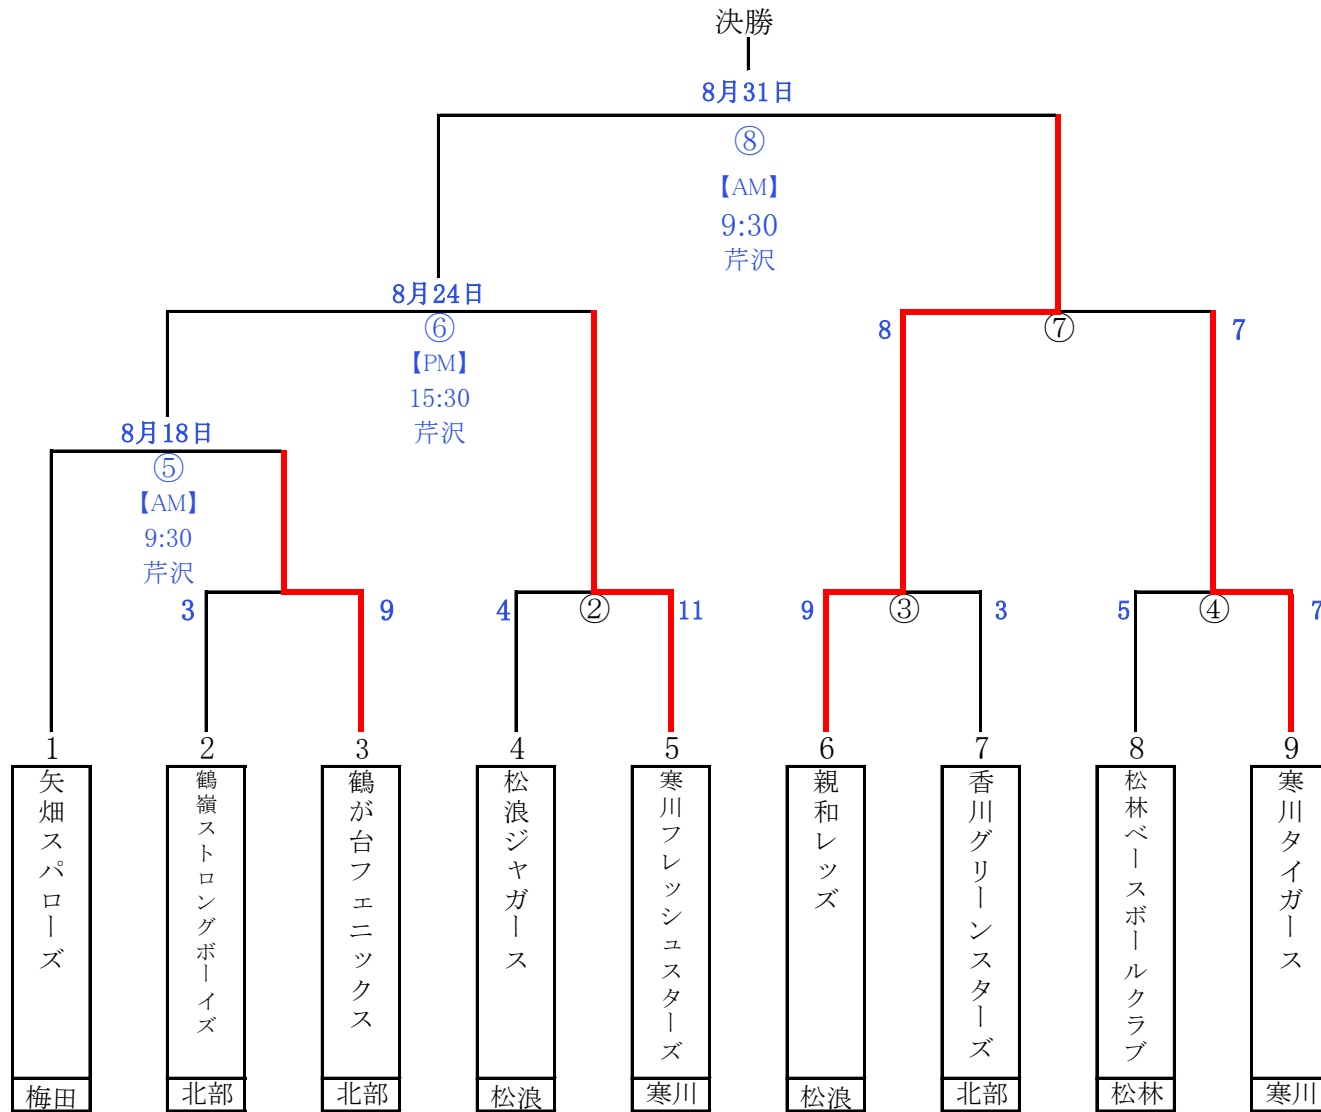 決勝
8月31日
⑧
【AM】
9:30
芹沢
8月24日
⑥
【PM】
15:30
芹沢
8
⑦
7
8月18日
⑤
【AM】
9:30
芹沢
3
9
4
②
11
9
③
3
5
④
7
1
2
3
4
5
6
7
8
9
矢畑スパローズ
鶴嶺ストロングボーイズ
鶴が台フェニックス
松浪ジャガース
寒川フレッシュスターズ
親和レッズ
香川グリーンスターズ
松林ベースボールクラブ
寒川タイガース
梅田
北部
北部
松浪
寒川
松浪
北部
松林
寒川